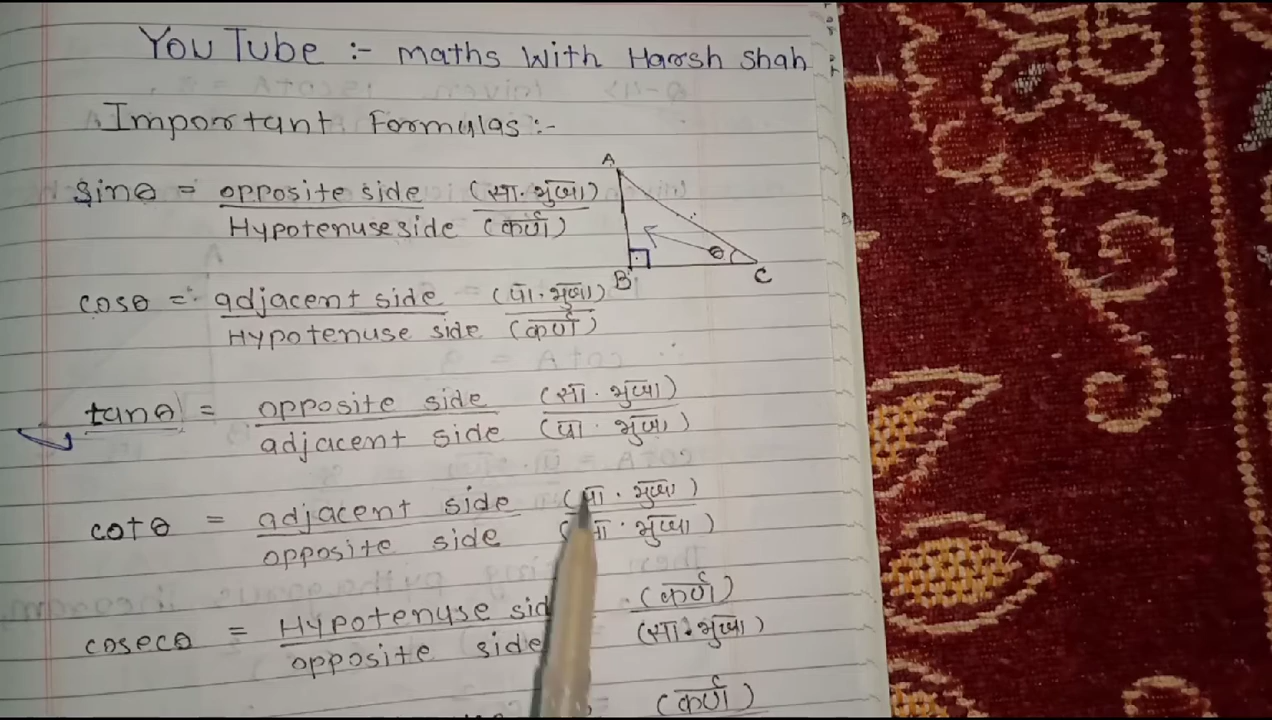 YouTube :- maths With Harsh Shah
Important Formulas :-
A
sinθ = opposite side (सा. भुजा)
Hypotenuse side (कर्ण)
θ
B C
cosθ = adjacent side (पा. भुजा)
Hypotenuse side (कर्ण)
tanθ = opposite side (सा. भुजा)
adjacent side (पा. भुजा)
cotθ = adjacent side (पा. भुजा)
opposite side भुजा)
cosecθ = Hypotenuse (कर्ण)
opposite side (सा. भुजा)
(कर्ण)